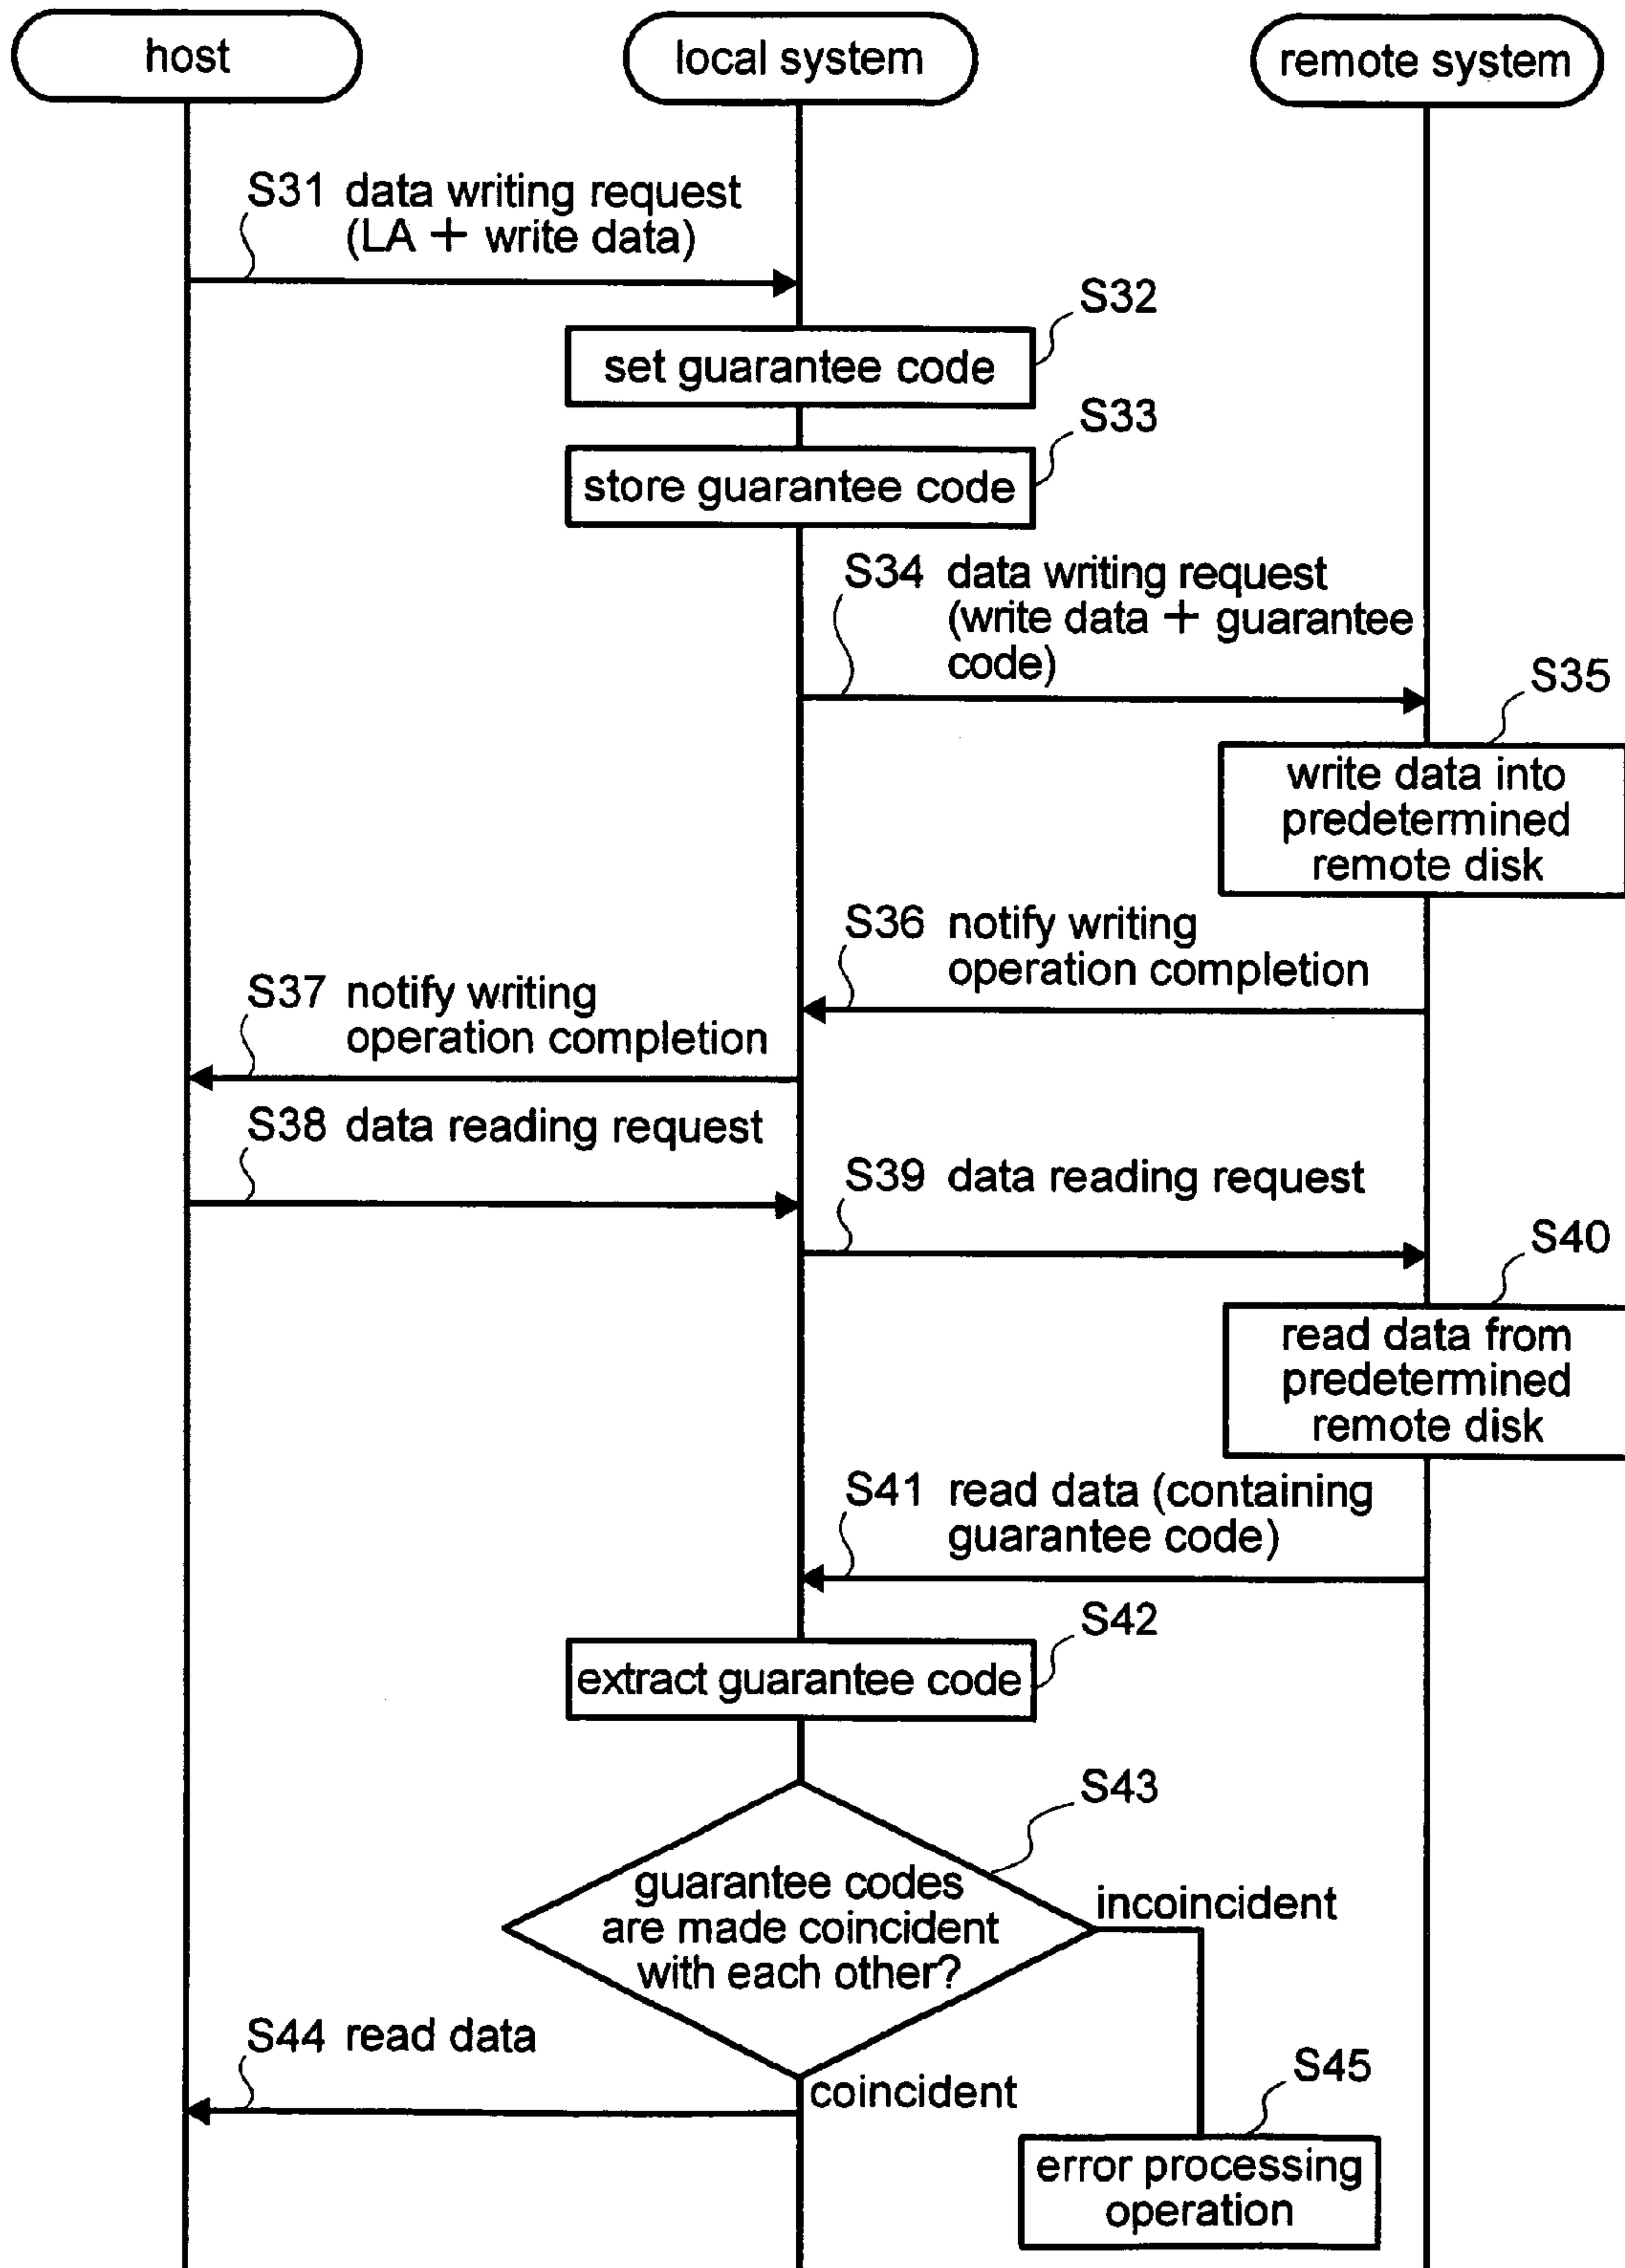 host
local system
remote system
S31 data writing request
(LA + write data)
S32
set guarantee code
S33
store guarantee code
S34 data writing request
(write data + guarantee
code)
S35
write data into
predetermined
remote disk
S36 notify writing
operation completion
S37 notify writing
operation completion
S38 data reading request
S39 data reading request
S40
read data from
predetermined
remote disk
S41 read data (containing
guarantee code)
S42
extract guarantee code
S43
guarantee codes
are made coincident
with each other?
incoincident
S44 read data
coincident
S45
error processing
operation